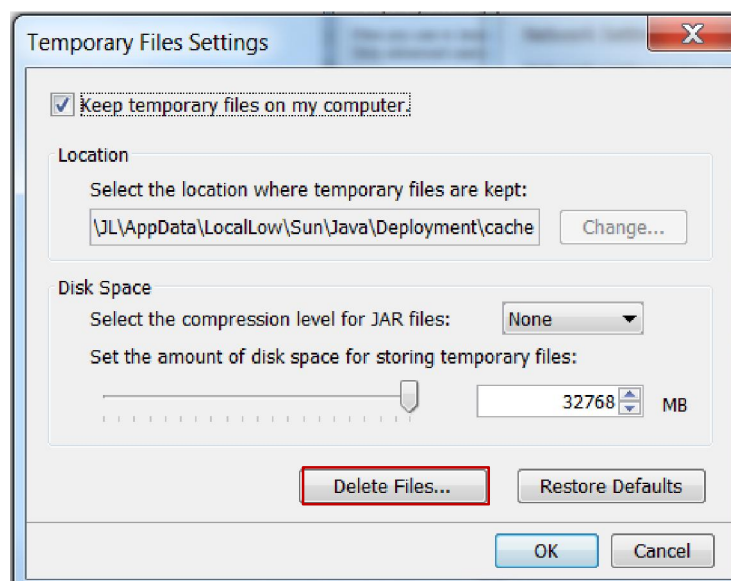 Temporary Files Settings
Keep temporary files on my computer.
Location
Select the location where temporary files are kept:
\JL\AppData\LocalLow\Sun\Java\Deployment\cache
Change...
Disk Space
Select the compression level for JAR files:
None
Set the amount of disk space for storing temporary files:
32768 MB
Delete Files...
Restore Defaults
OK
Cancel